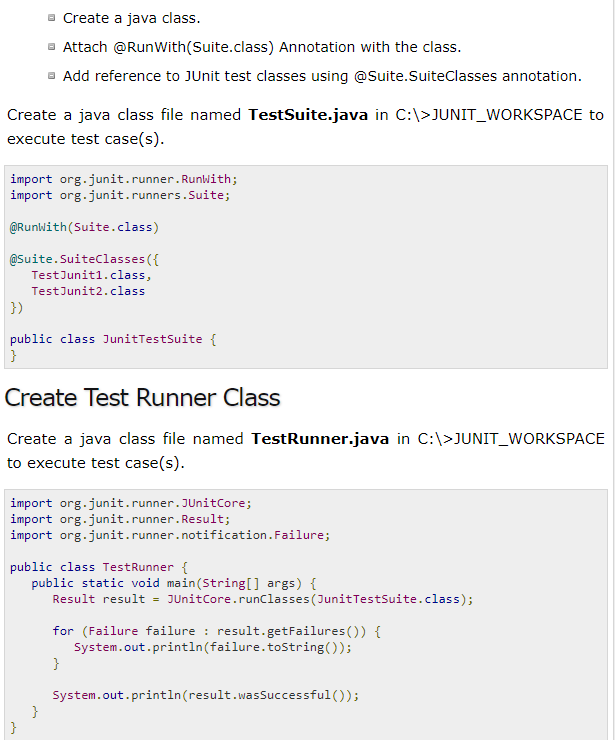 Create a java class.
Attach @RunWith(Suite.class) Annotation with the class.
Add reference to JUnit test classes using @Suite.SuiteClasses annotation.
Create a java class file named TestSuite.java in C:\>JUNIT_WORKSPACE to
execute test case(s).
import org.junit.runner.RunWith;
import org.junit.runners.Suite;
@RunWith(Suite.class)
@Suite.SuiteClasses({
   TestJunit1.class,
   TestJunit2.class
})
public class JunitTestSuite {
}
Create Test Runner Class
Create a java class file named TestRunner.java in C:\>JUNIT_WORKSPACE
to execute test case(s).
import org.junit.runner.JUnitCore;
import org.junit.runner.Result;
import org.junit.runner.notification.Failure;
public class TestRunner {
   public static void main(String[] args) {
      Result result = JUnitCore.runClasses(JunitTestSuite.class);
      for (Failure failure : result.getFailures()) {
         System.out.println(failure.toString());
      }
      System.out.println(result.wasSuccessful());
   }
}